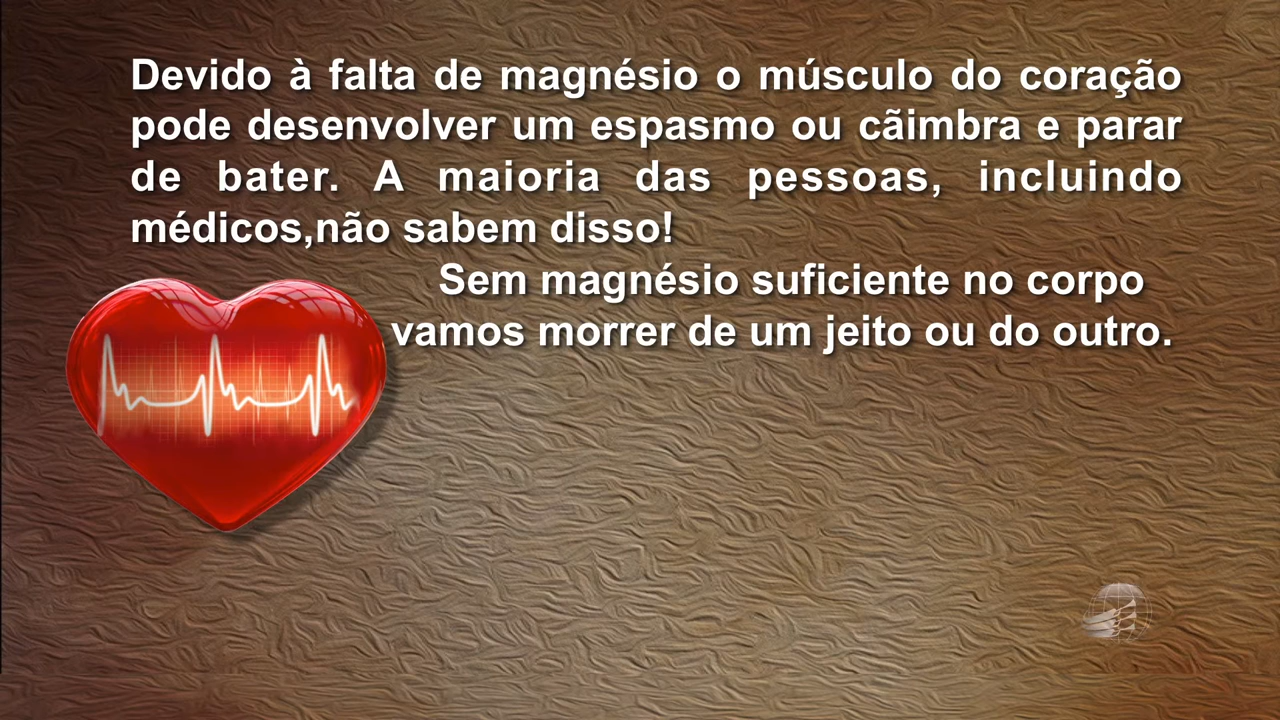 Devido à falta de magnésio o músculo do coração
pode desenvolver um espasmo ou cãimbra e parar
de bater. A maioria das pessoas, incluindo
médicos,não sabem disso!
Sem magnésio suficiente no corpo
vamos morrer de um jeito ou do outro.